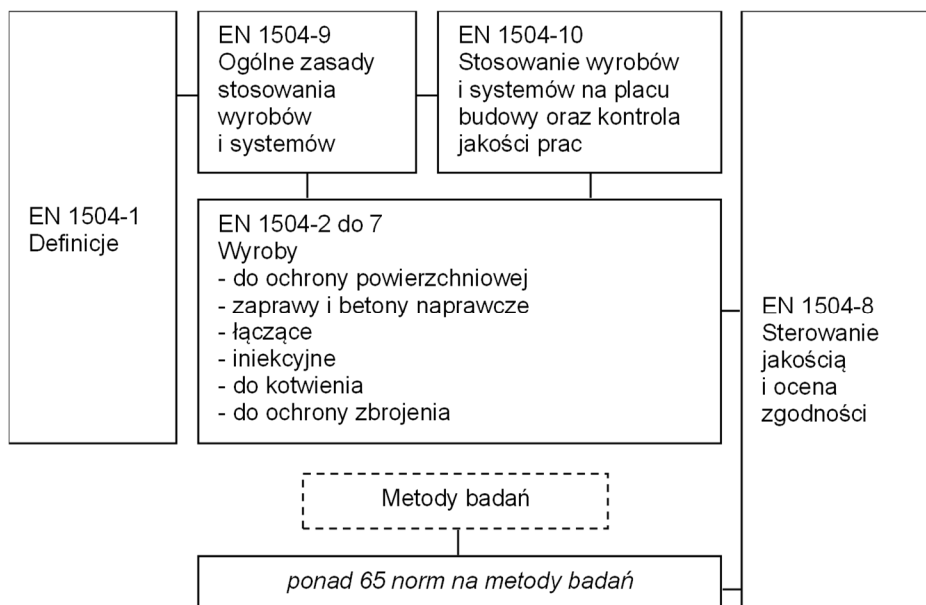 EN 1504-1
Definicje
EN 1504-9
Ogólne zasady
stosowania
wyrobów
i systemów
EN 1504-10
Stosowanie wyrobów
i systemów na placu
budowy oraz kontrola
jakości prac
EN 1504-2 do 7
Wyroby
- do ochrony powierzchniowej
- zaprawy i betony naprawcze
- łączące
- iniekcyjne
- do kotwienia
- do ochrony zbrojenia
EN 1504-8
Sterowanie
jakością
i ocena
zgodności
Metody badań
ponad 65 norm na metody badań